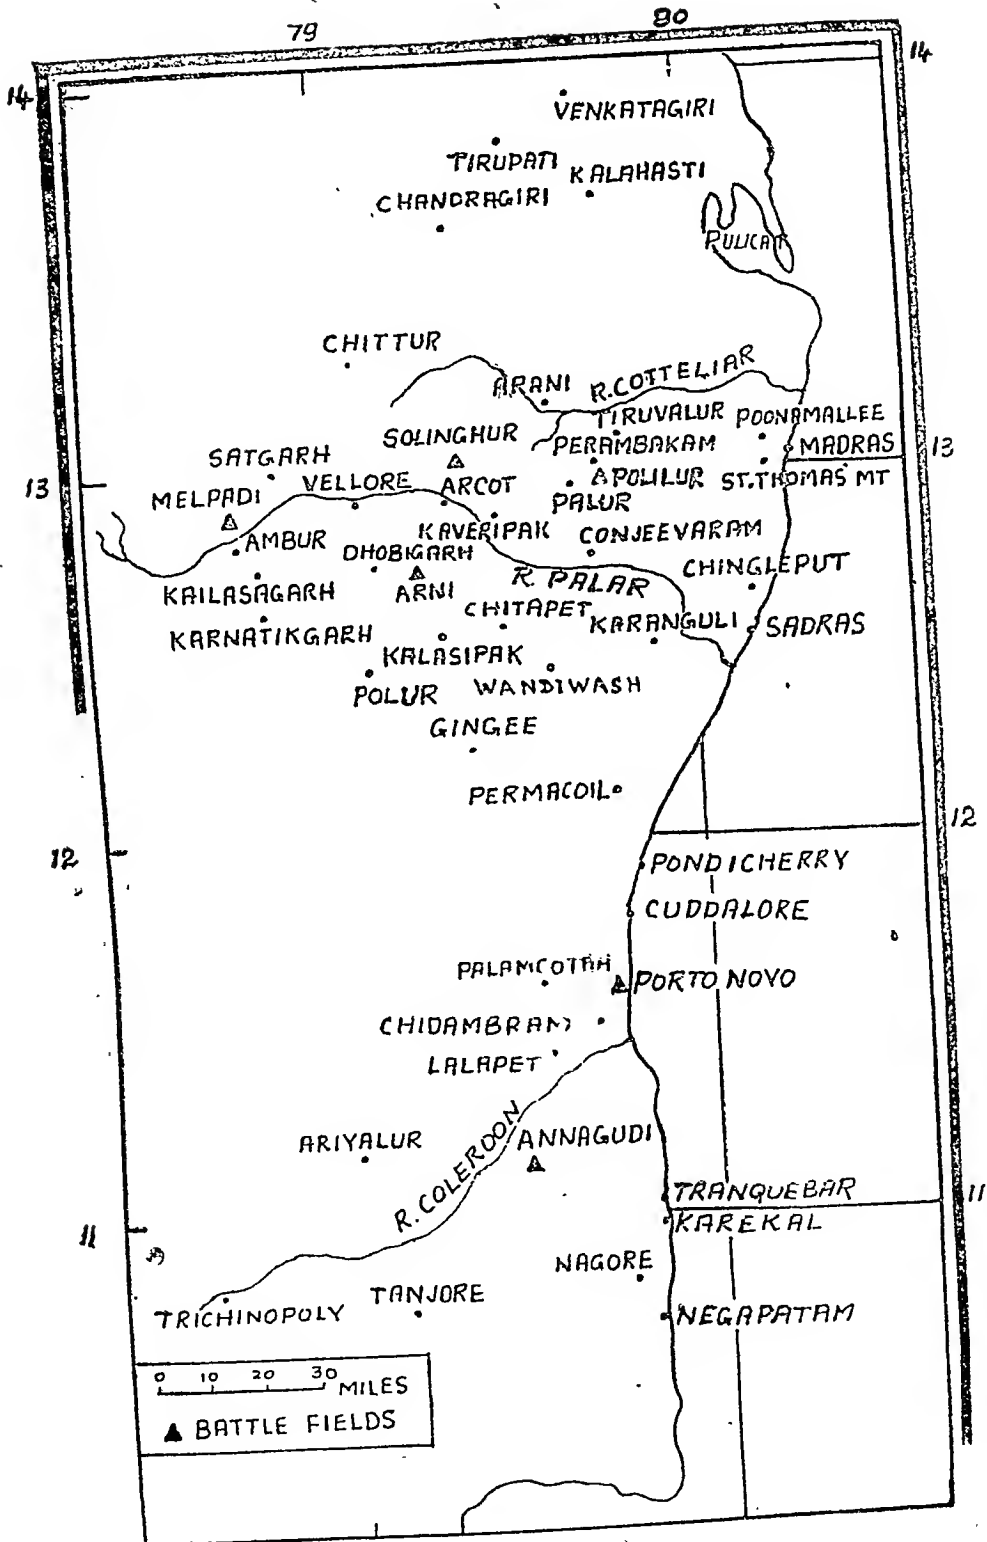 79 80
14 14
VENKATAGIRI
TIRUPATI
KALAHASTI
CHANDRAGIRI
PULICAT
CHITTUR
R. COTTELIAR
ARANI
TIRUVALUR
POONAMALLEE
SOLINGHUR
PERAMBAKAM
MADRAS
13
SATGARH
POLILUR
ST. THOMAS MT
13
MELPADI
VELLORE
ARCOT
PALUR
KAVERIPAK
CONJEEVARAM
AMBUR
DHOBIGARH
CHINGLEPUT
KAILASAGARH
ARNI
R. PALAR
CHITAPET
KARANGULI
SADRAS
KARNATIKGARH
KALASIPAK
POLUR
WANDIWASH
GINGEE
PERMACOIL
12
12
PONDICHERRY
CUDDALORE
PALAMCOTAH
PORTO NOVO
CHIDAMBRAM
LALAPET
ARIYALUR
R. COLEROON
ANNAGUDI
TRANQUEBAR
11
KAREKAL
11
NAGORE
TANJORE
TRICHINOPOLY
NEGAPATAM
0 10 20 30 MILES
BATTLE FIELDS